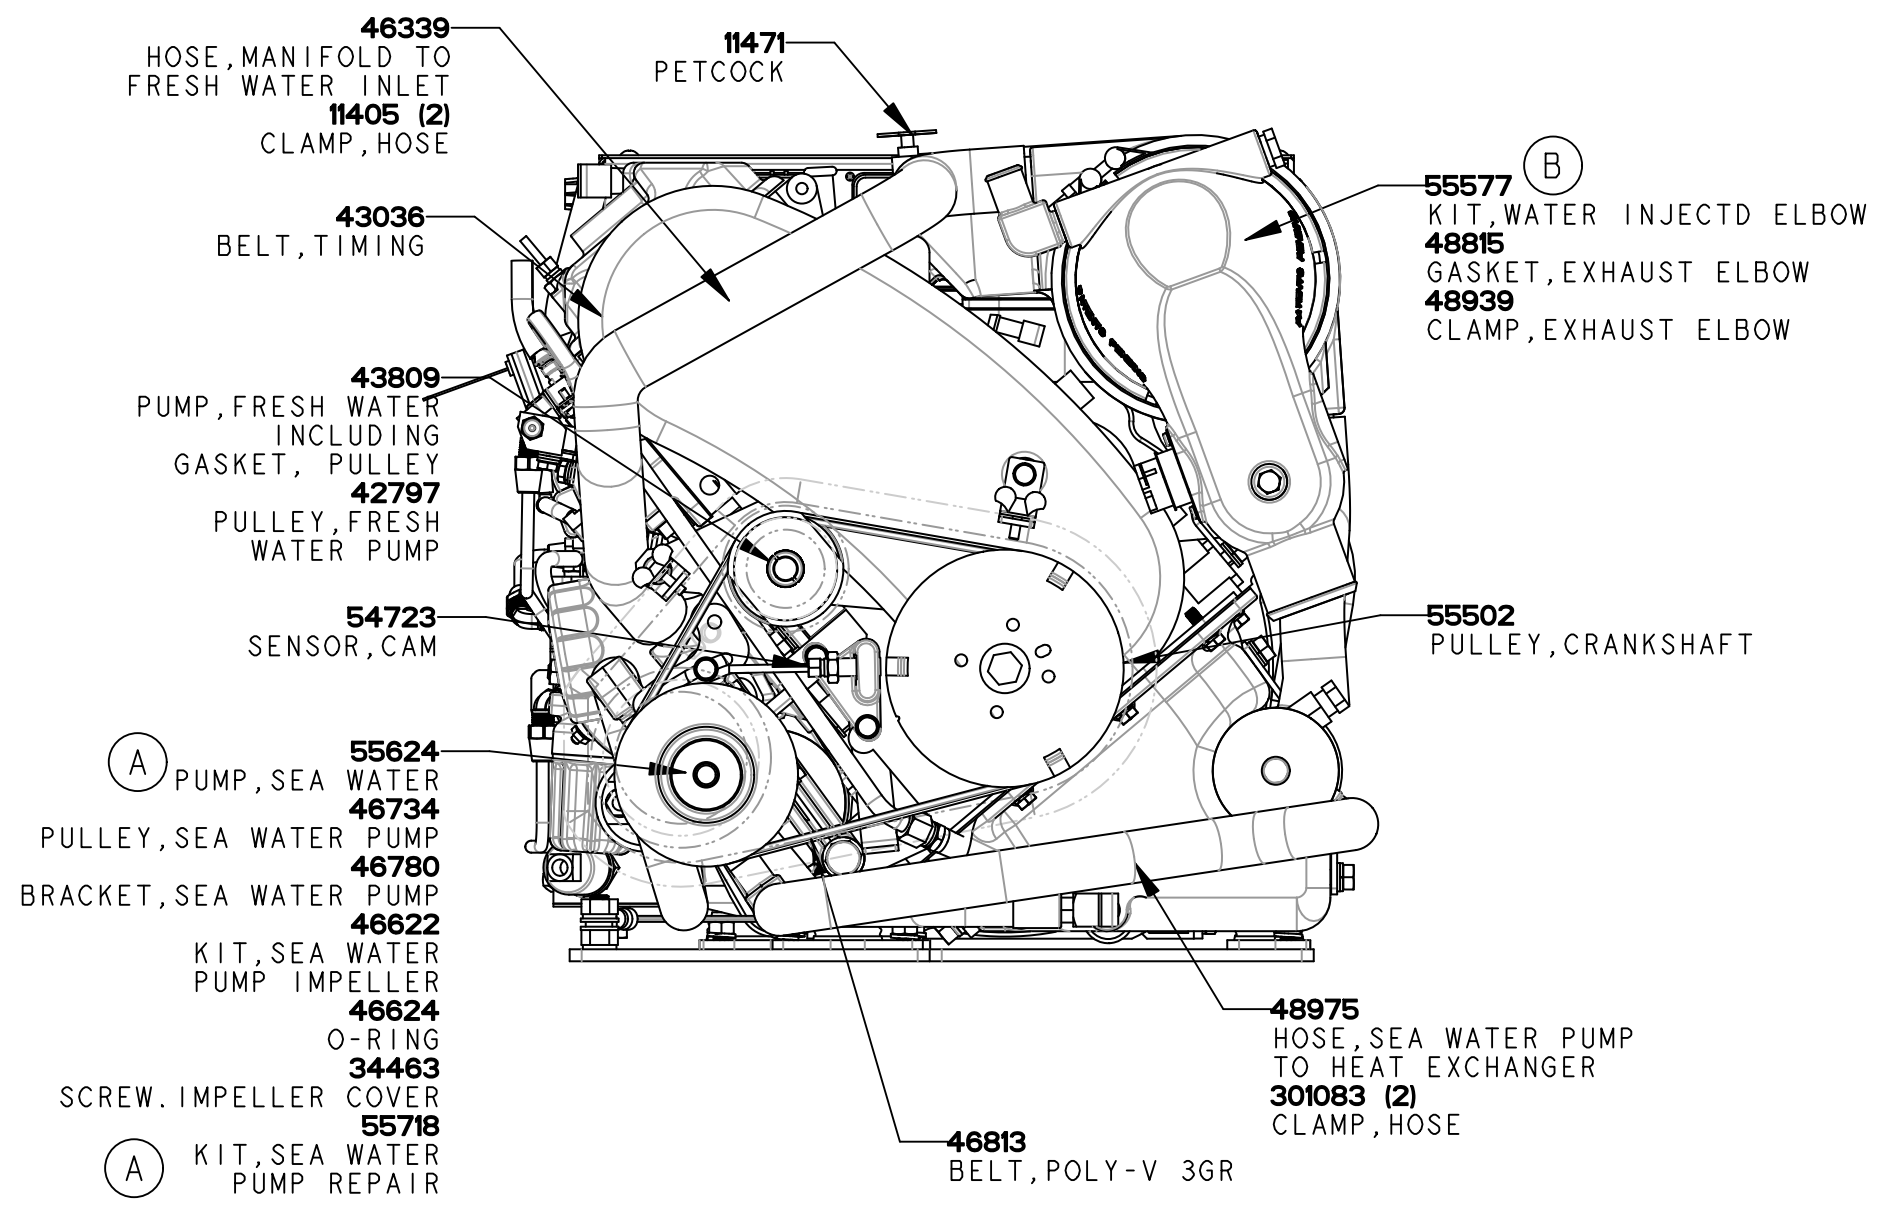 46339
HOSE,MANIFOLD TO
FRESH WATER INLET
11405 (2)
CLAMP,HOSE
11471
PETCOCK
43036
BELT,TIMING
B
55577
KIT,WATER INJECTD ELBOW
48815
GASKET,EXHAUST ELBOW
48939
CLAMP,EXHAUST ELBOW
43809
PUMP,FRESH WATER
INCLUDING
GASKET, PULLEY
42797
PULLEY,FRESH
WATER PUMP
54723
SENSOR,CAM
55502
PULLEY,CRANKSHAFT
A
55624
PUMP,SEA WATER
46734
PULLEY,SEA WATER PUMP
46780
BRACKET,SEA WATER PUMP
46622
KIT,SEA WATER
PUMP IMPELLER
46624
O-RING
34463
SCREW.IMPELLER COVER
55718
A
KIT,SEA WATER
PUMP REPAIR
48975
HOSE,SEA WATER PUMP
TO HEAT EXCHANGER
301083 (2)
CLAMP,HOSE
46813
BELT,POLY-V 3GR